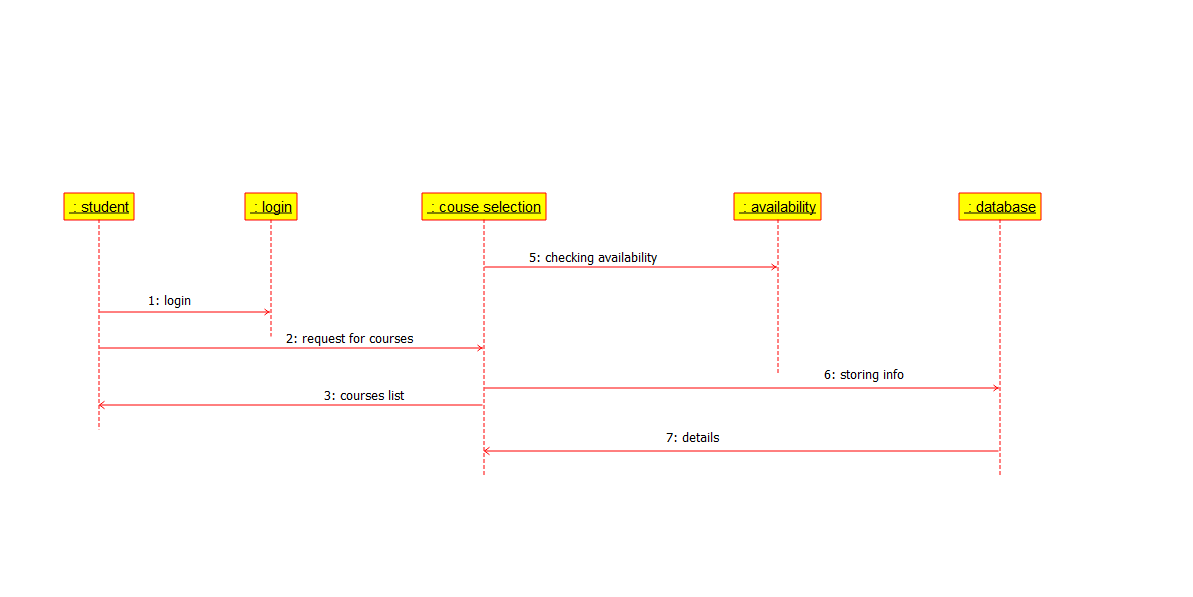 : student
: login
: couse selection
: availability
: database
5: checking availability
1: login
2: request for courses
6: storing info
3: courses list
7: details